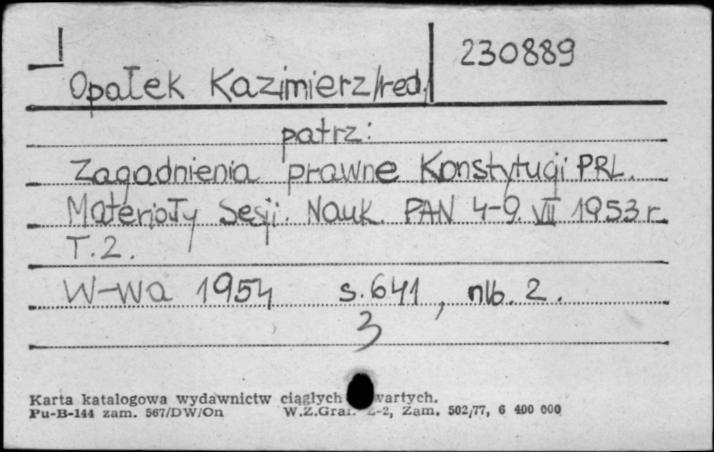 230889
Opałek Kazimierz/red/
patrz:
Zagadnienia prawne Konstytucji PRL.
Materiały Sesji. Nauk. PAN 4-9. VII 1953 r.
T.2.
W-wa 1954 s. 641, nlb. 2.
3
Karta katalogowa wydawnictw ciągłych
Pu-B-144 zam. 567/DW/On W.Z.Graf. Z-2, Zam. 502/77, 6 400 000